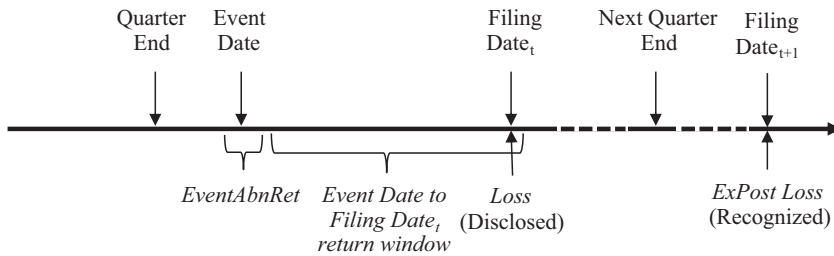 Quarter
End
Event
Date
Filing
Date_t
Next Quarter
End
Filing
Date_{t+1}
EventAbnRet
Event Date to
Filing Date_t
return window
Loss
(Disclosed)
ExPost Loss
(Recognized)